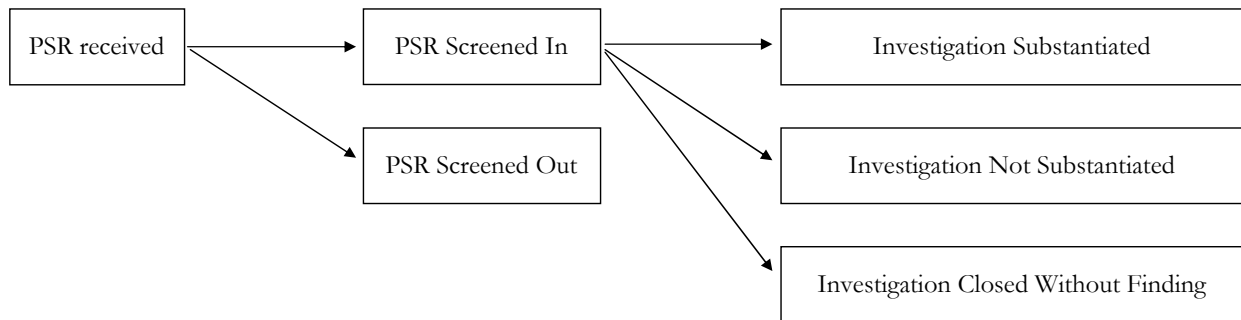 PSR received
PSR Screened In
Investigation Substantiated
PSR Screened Out
Investigation Not Substantiated
Investigation Closed Without Finding